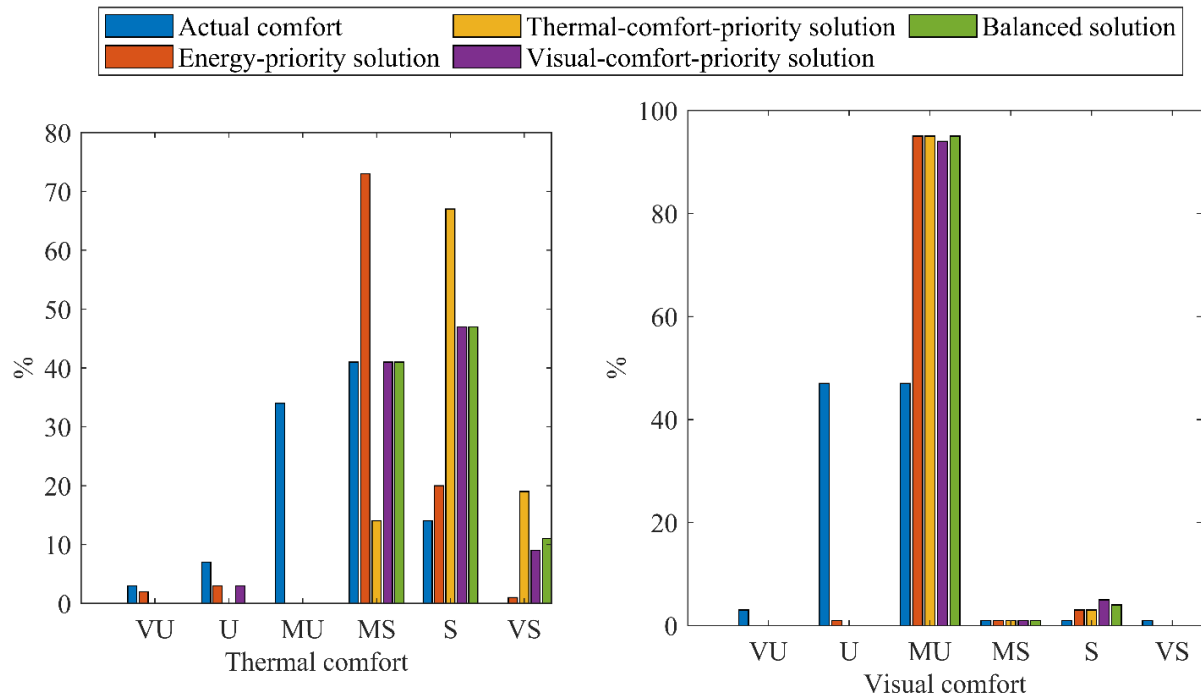 Actual comfort
Thermal-comfort-priority solution
Balanced solution
Energy-priority solution
Visual-comfort-priority solution
80
70
60
50
40
30
20
10
0
%
VU U MU MS S VS
Thermal comfort
100
80
60
40
20
0
%
VU U MU MS S VS
Visual comfort